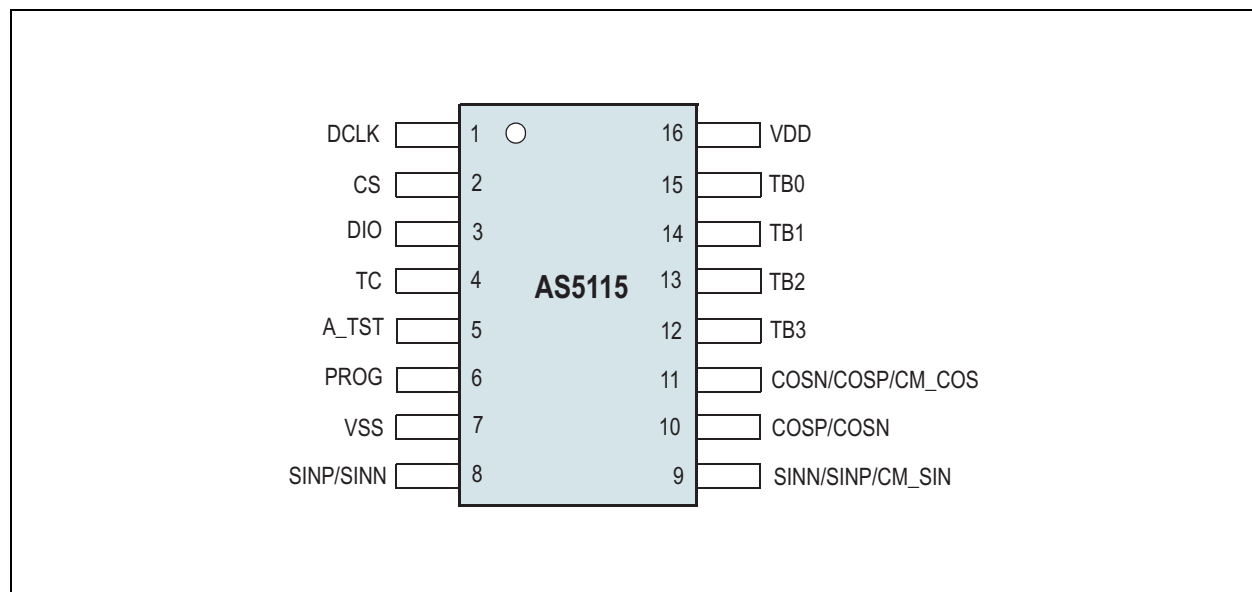 DCLK 1 16 VDD
CS 2 15 TB0
DIO 3 14 TB1
TC 4 AS5115 13 TB2
A_TST 5 12 TB3
PROG 6 11 COSN/COSP/CM_COS
VSS 7 10 COSP/COSN
SINP/SINN 8 9 SINN/SINP/CM_SIN